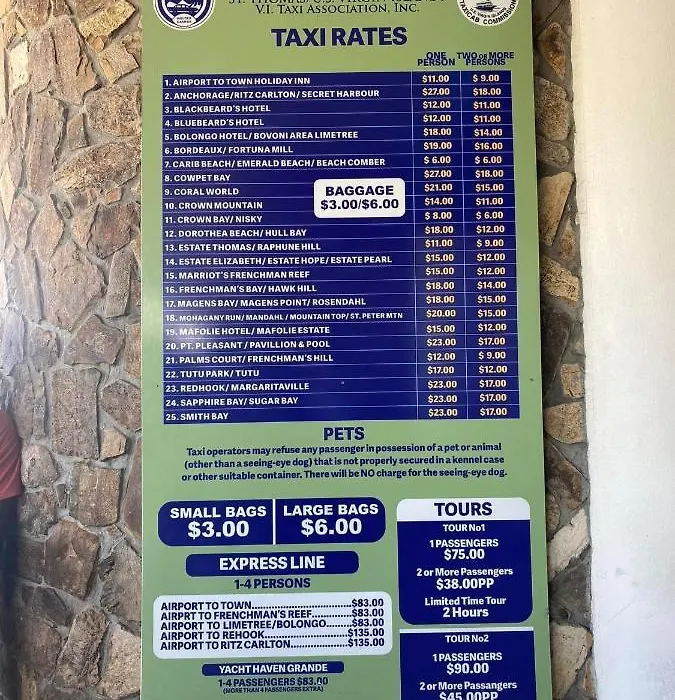 V.I. TAXI ASSOCIATION, INC.
TAXI RATES
ONE PERSON TWO OR MORE PERSONS
1. AIRPORT TO TOWN HOLIDAY INN $11.00 $ 9.00
2. ANCHORAGE/RITZ CARLTON/ SECRET HARBOUR $27.00 $18.00
3. BLACKBEARD'S HOTEL $12.00 $11.00
4. BLUEBEARD'S HOTEL $12.00 $11.00
5. BOLONGO HOTEL/ BOVONI AREA LIMETREE $18.00 $14.00
6. BORDEAUX/ FORTUNA MILL $19.00 $16.00
7. CARIB BEACH/ EMERALD BEACH/ BEACH COMBER $ 6.00 $ 6.00
8. COWPET BAY $27.00 $18.00
9. CORAL WORLD $21.00 $15.00
10. CROWN MOUNTAIN $14.00 $11.00
11. CROWN BAY/ NISKY $ 8.00 $ 6.00
BAGGAGE
$3.00/$6.00
12. DOROTHEA BEACH/ HULL BAY $18.00 $12.00
13. ESTATE THOMAS/ RAPHUNE HILL $11.00 $ 9.00
14. ESTATE ELIZABETH/ ESTATE HOPE/ ESTATE PEARL $15.00 $12.00
15. MARRIOT'S FRENCHMAN REEF $15.00 $12.00
16. FRENCHMAN'S BAY/ HAWK HILL $18.00 $14.00
17. MAGENS BAY/ MAGENS POINT/ ROSENDAHL $18.00 $15.00
18. MOHAGANY RUN/ MANDAHL / MOUNTAIN TOP/ ST. PETER MTN $20.00 $15.00
19. MAFOLIE HOTEL/ MAFOLIE ESTATE $15.00 $12.00
20. PT. PLEASANT / PAVILLION & POOL $23.00 $17.00
21. PALMS COURT/ FRENCHMAN'S HILL $12.00 $ 9.00
22. TUTU PARK/ TUTU $17.00 $12.00
23. REDHOOK/ MARGARITAVILLE $23.00 $17.00
24. SAPPHIRE BAY/ SUGAR BAY $23.00 $17.00
25. SMITH BAY $23.00 $17.00
PETS
Taxi operators may refuse any passenger in possession of a pet or animal
(other than a seeing-eye dog) that is not properly secured in a kennel case
or other suitable container. There will be NO charge for the seeing-eye dog.
SMALL BAGS
$3.00
LARGE BAGS
$6.00
EXPRESS LINE
1-4 PERSONS
AIRPORT TO TOWN...............$83.00
AIRPRT TO FRENCHMAN'S REEF...$83.00
AIRPORT TO LIMETREE/BOLONGO...$83.00
AIRPORT TO REHOOK............$135.00
AIRPORT TO RITZ CARLTON.......$135.00
YACHT HAVEN GRANDE
1-4 PASSENGERS $83.00
(MORE THAN 4 PASSENGERS EXTRA)
TOURS
TOUR No1
1 PASSENGERS
$75.00
2 or More Passengers
$38.00PP
Limited Time Tour
2 Hours
TOUR No2
1 PASSENGERS
$90.00
2 or More Passangers
$45.00PP